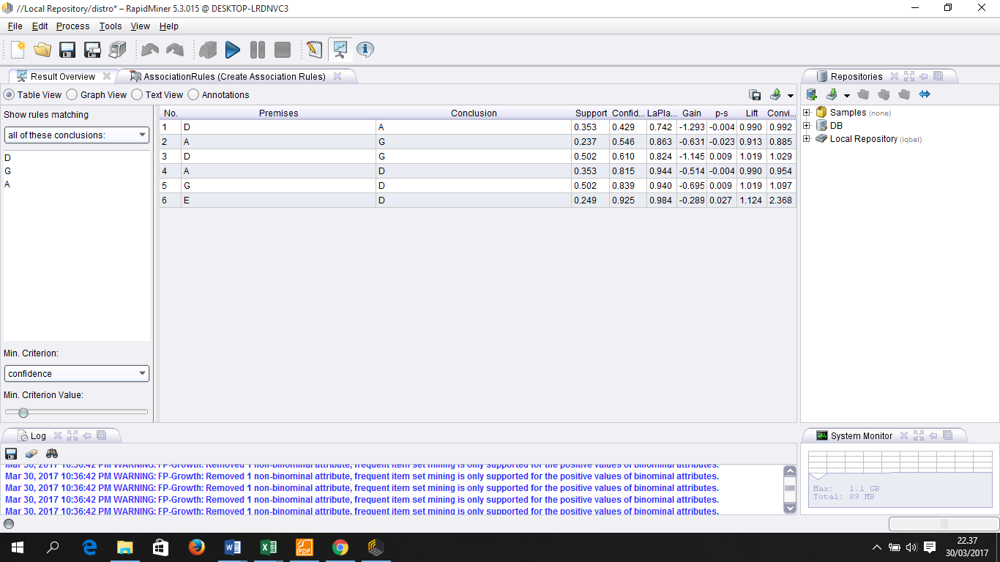 //Local Repository/distro* – RapidMiner 5.3.015 @ DESKTOP-LRDNVC3
File Edit Process Tools View Help
Result Overview AssociationRules (Create Association Rules)
Table View Graph View Text View Annotations
Show rules matching
all of these conclusions:
D
G
A
Min. Criterion:
confidence
Min. Criterion Value:
No. Premises Conclusion Support Confid... LaPla... Gain p-s Lift Convi...
1 D A 0.353 0.429 0.742 -1.293 -0.004 0.990 0.992
2 A G 0.237 0.546 0.863 -0.631 -0.023 0.913 0.885
3 D G 0.502 0.610 0.824 -1.145 0.009 1.019 1.029
4 A D 0.353 0.815 0.944 -0.514 -0.004 0.990 0.954
5 G D 0.502 0.839 0.940 -0.695 0.009 1.019 1.097
6 E D 0.249 0.925 0.984 -0.289 0.027 1.124 2.368
Repositories
Samples (none)
DB
Local Repository (iqbal)
Log
Mar 30, 2017 10:36:42 PM WARNING: FP-Growth: Removed 1 non-binominal attribute, frequent item set mining is only supported for the positive values of binominal attributes.
Mar 30, 2017 10:36:42 PM WARNING: FP-Growth: Removed 1 non-binominal attribute, frequent item set mining is only supported for the positive values of binominal attributes.
Mar 30, 2017 10:36:42 PM WARNING: FP-Growth: Removed 1 non-binominal attribute, frequent item set mining is only supported for the positive values of binominal attributes.
Mar 30, 2017 10:36:42 PM WARNING: FP-Growth: Removed 1 non-binominal attribute, frequent item set mining is only supported for the positive values of binominal attributes.
Mar 30, 2017 10:36:42 PM WARNING: FP-Growth: Removed 1 non-binominal attribute, frequent item set mining is only supported for the positive values of binominal attributes.
System Monitor
Max: 1.1 GB
Total: 89 MB
PDF
22.37
30/03/2017